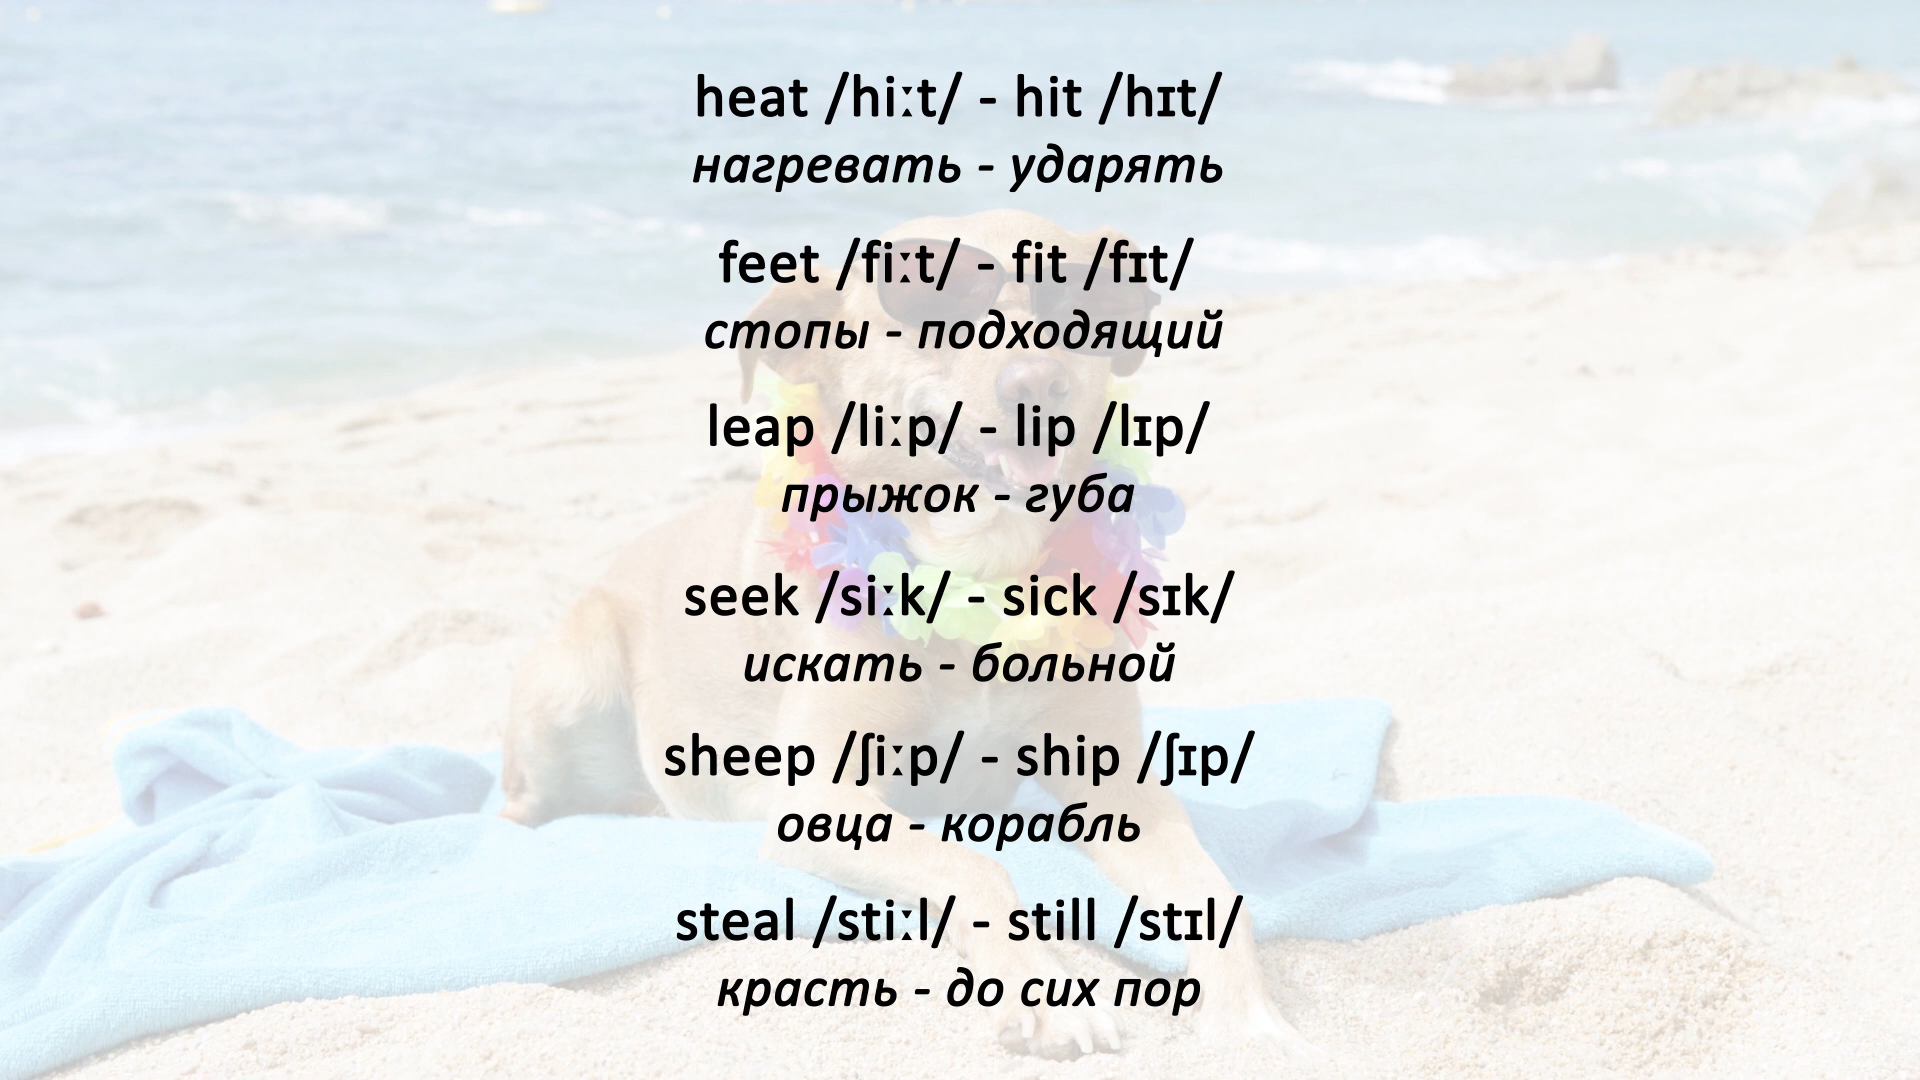 heat /hiːt/ - hit /hɪt/
нагревать - ударять
feet /fiːt/ - fit /fɪt/
стопы - подходящий
leap /liːp/ - lip /lɪp/
прыжок - губа
seek /siːk/ - sick /sɪk/
искать - больной
sheep /ʃiːp/ - ship /ʃɪp/
овца - корабль
steal /stiːl/ - still /stɪl/
красть - до сих пор